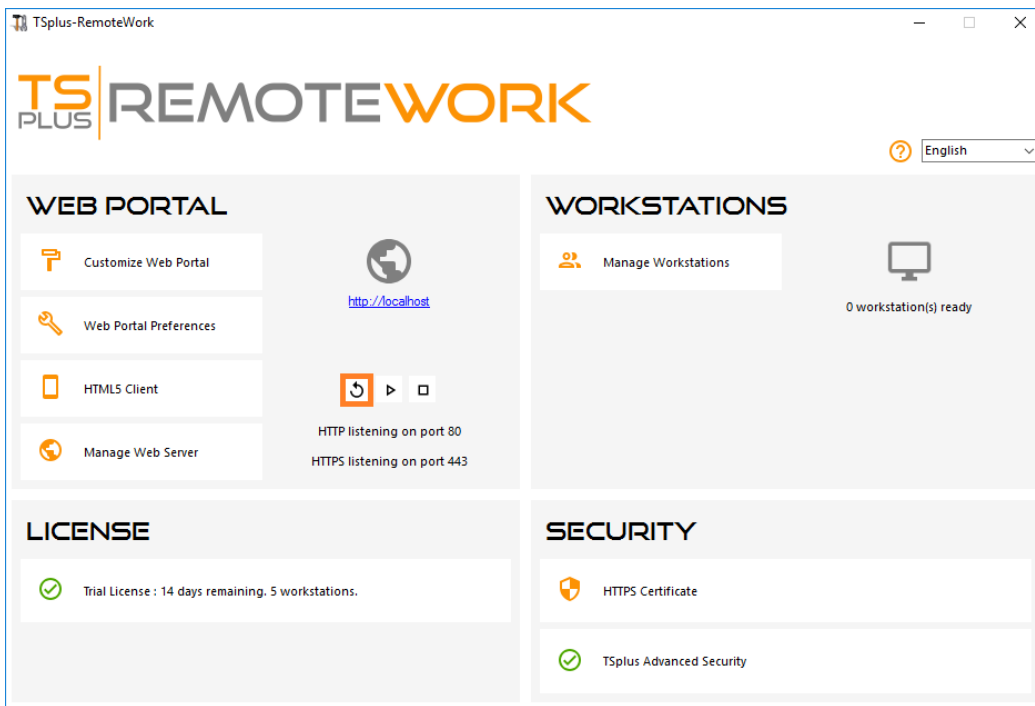 TSplus-RemoteWork
TS PLUS REMOTEWORK
English
WEB PORTAL
Customize Web Portal
http://localhost
Web Portal Preferences
HTML5 Client
HTTP listening on port 80
Manage Web Server
HTTPS listening on port 443
WORKSTATIONS
Manage Workstations
0 workstation(s) ready
LICENSE
Trial License : 14 days remaining. 5 workstations.
SECURITY
HTTPS Certificate
TSplus Advanced Security